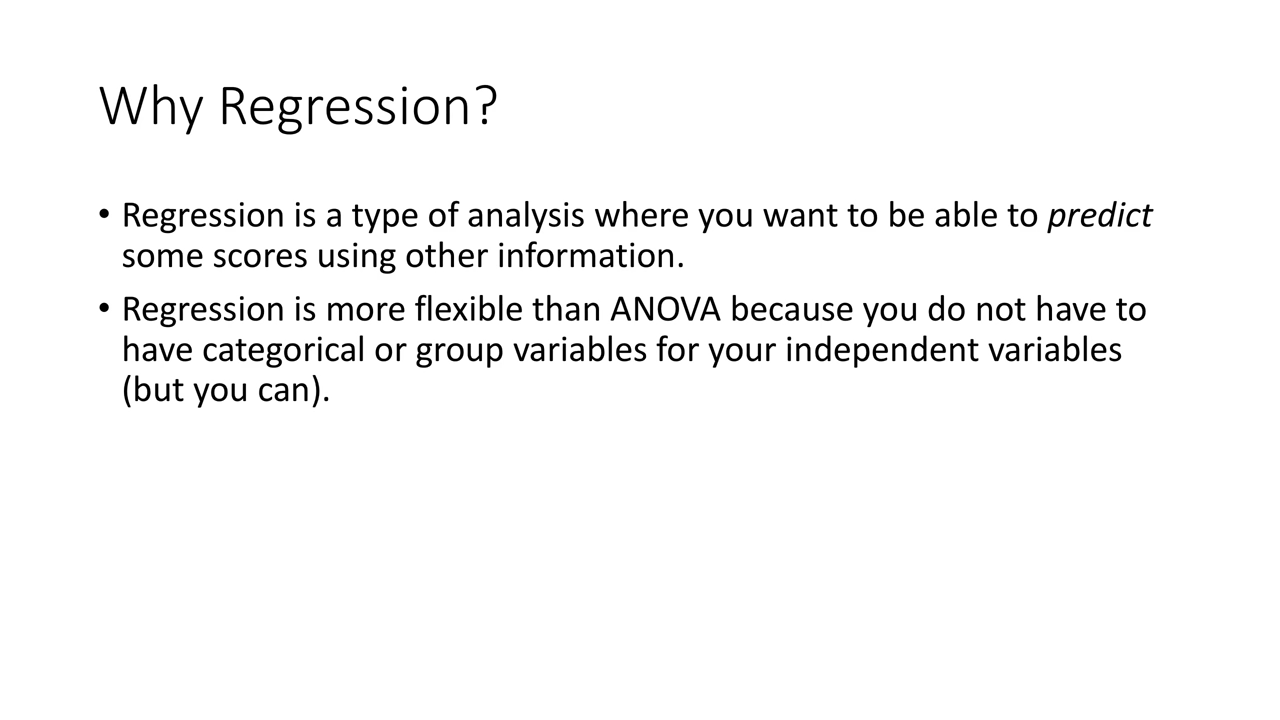 Why Regression?
• Regression is a type of analysis where you want to be able to predict
some scores using other information.
• Regression is more flexible than ANOVA because you do not have to
have categorical or group variables for your independent variables
(but you can).